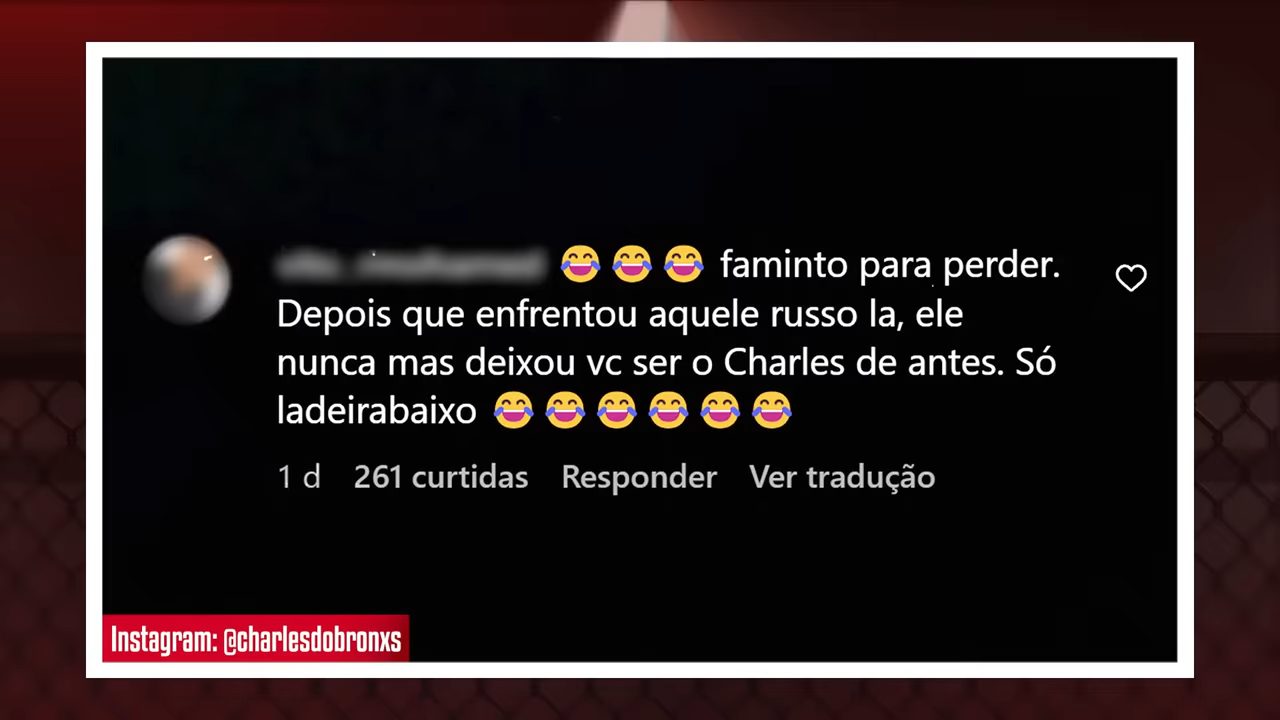 😂😂😂 faminto para perder.
Depois que enfrentou aquele russo la, ele
nunca mas deixou vc ser o Charles de antes. Só
ladeirabaixo 😂😂😂😂😂😂
1 d 261 curtidas Responder Ver tradução
Instagram: @charlesdobronxs